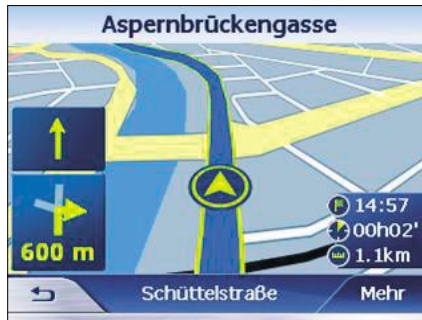 Aspernbrückengasse
14:57
00h02'
600 m
1.1km
Schüttelstraße
Mehr